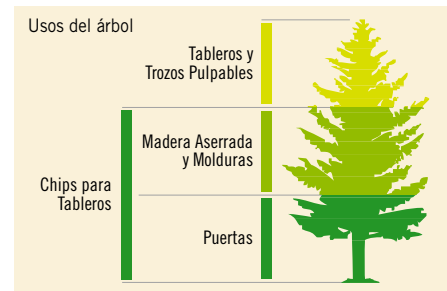 Usos del árbol
Tableros y
Trozos Pulpables
Madera Aserrada
y Molduras
Chips para
Tableros
Puertas